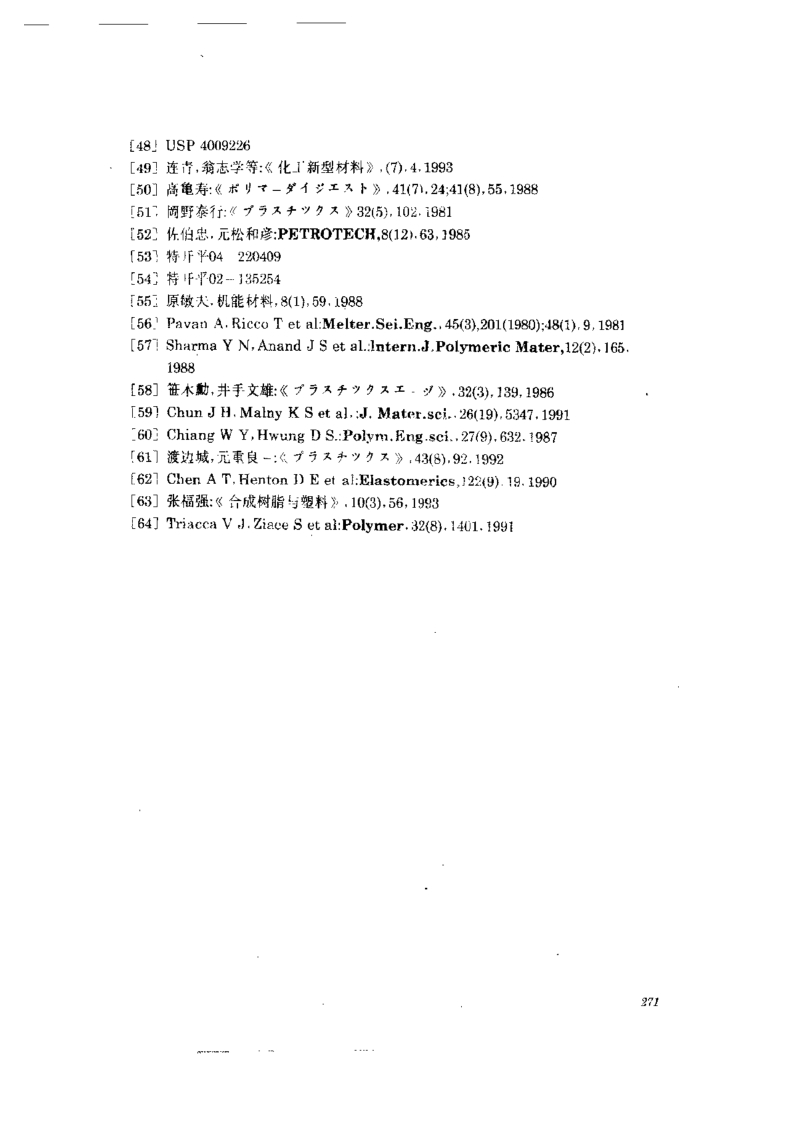 [48] USP 4009226
[49] 连青,翁志学等:《化工新型材料》,(7),4,1993
[50] 高亀寿:《ポリマーダイジエスト》,41(7),24;41(8),55,1988
[51] 岡野泰行:《プラスチツクス》32(5),102,1981
[52] 佐伯忠,元松和彦:PETROTECH,8(12),63,1985
[53] 特开平04 220409
[54] 特开平02-135254
[55] 原敏夫,机能材料,8(1),59,1988
[56] Pavan A,Ricco T et al:Melter.Sei.Eng.,45(3),201(1980);48(1),9,1981
[57] Sharma Y N,Anand J S et al.:Intern.J.Polymeric Mater,12(2),165,
1988
[58] 笹木勳,井手文雄:《プラスチツクスエージ》,32(3),139,1986
[59] Chun J H,Malny K S et al.:J. Mater.sci.,26(19),5347,1991
[60] Chiang W Y,Hwung D S.:Polym.Eng.sci.,27(9),632,1987
[61] 渡辺城,元重良一:《プラスチツクス》,43(8),92,1992
[62] Chen A T,Henton D E et al:Elastomerics,122(9),19,1990
[63] 张福强:《合成树脂与塑料》,10(3),56,1993
[64] Triacca V J,Ziace S et al:Polymer,32(8),1401,1991
271